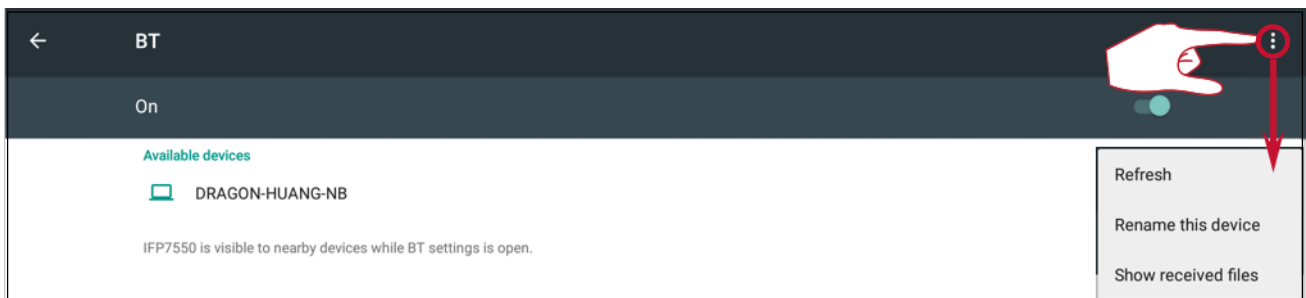 BT
On
Available devices
DRAGON-HUANG-NB
IFP7550 is visible to nearby devices while BT settings is open.
Refresh
Rename this device
Show received files